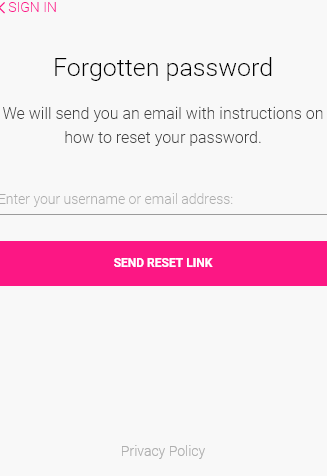 SIGN IN
Forgotten password
We will send you an email with instructions on
how to reset your password.
Enter your username or email address:
SEND RESET LINK
Privacy Policy